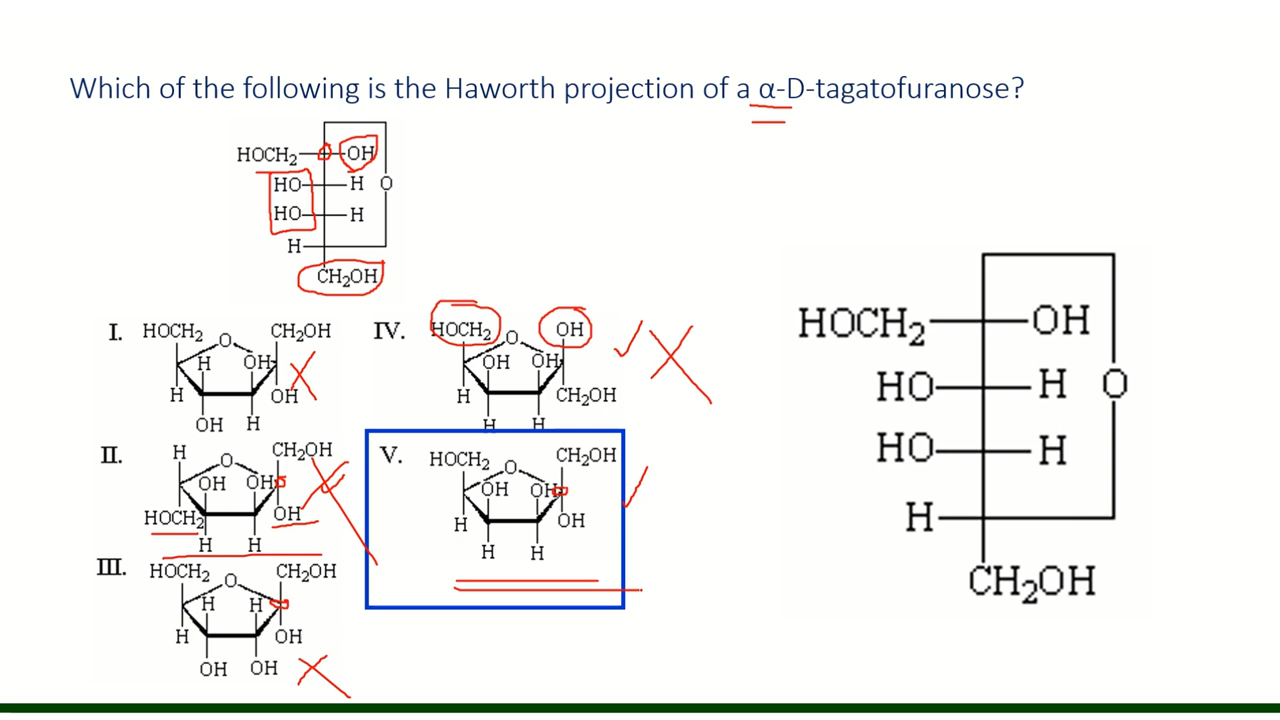 Which of the following is the Haworth projection of a α-D-tagatofuranose?
HOCH₂ OH
HO H O
HO H
H
CH₂OH
I. HOCH₂ O CH₂OH
H OH
H OH
OH H
II. H O CH₂OH
OH OH
HOCH₂ OH
H H
III. HOCH₂ O CH₂OH
H H
H OH
OH OH
IV. HOCH₂ O OH
OH OH
H CH₂OH
H H
V. HOCH₂ O CH₂OH
OH OH
H OH
H H
HOCH₂ OH
HO H O
HO H
H
CH₂OH